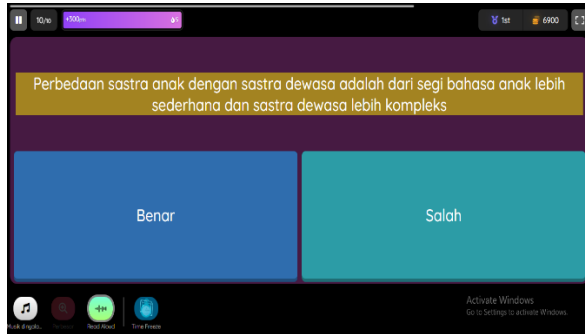 10/10 +300pts 1st 6900
Perbedaan sastra anak dengan sastra dewasa adalah dari segi bahasa anak lebih
sederhana dan sastra dewasa lebih kompleks
Benar Salah
Activate Windows
Go to Settings to activate Windows.
Read Aloud Time Freeze